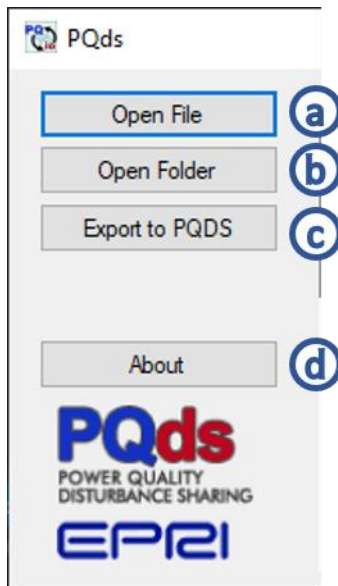 PQds
Open File
a
Open Folder
b
Export to PQDS
c
About
d
PQds
POWER QUALITY
DISTURBANCE SHARING
EPRI